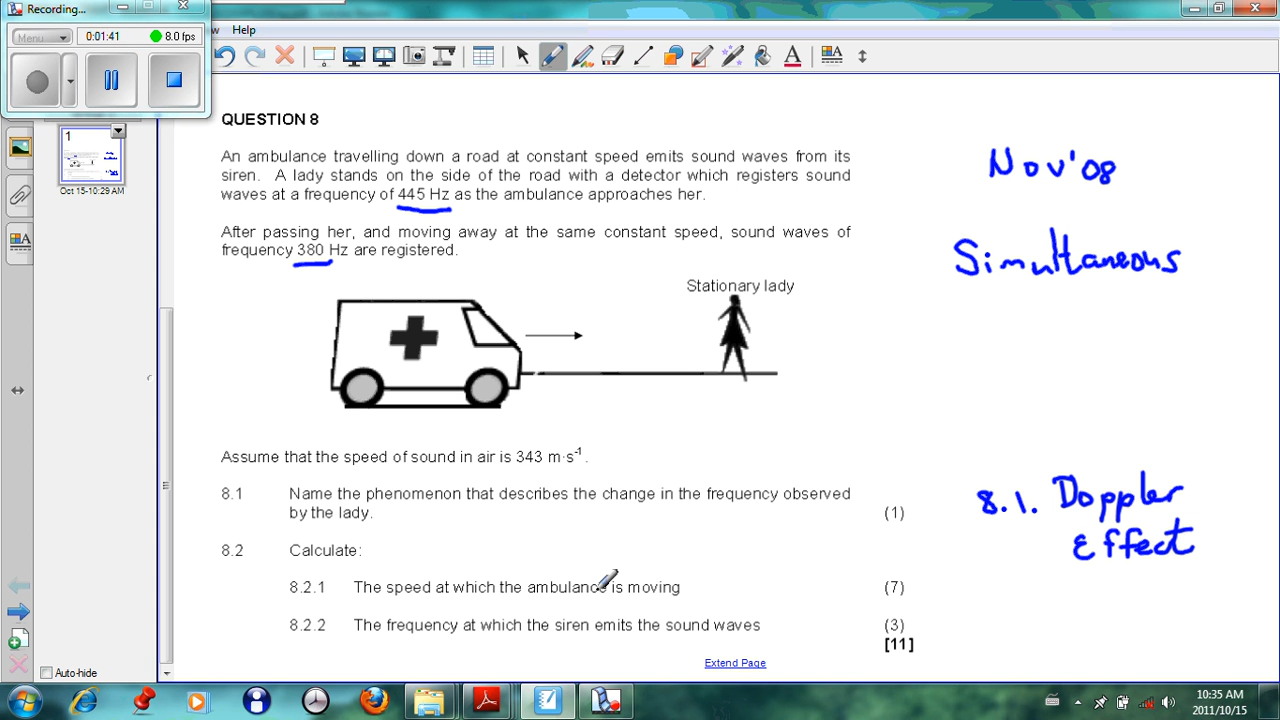 Recording...
Menu
0:01:41
8.0 fps
w Help
1
Oct 15-10:29 AM
QUESTION 8
An ambulance travelling down a road at constant speed emits sound waves from its
siren. A lady stands on the side of the road with a detector which registers sound
waves at a frequency of 445 Hz as the ambulance approaches her.
After passing her, and moving away at the same constant speed, sound waves of
frequency 380 Hz are registered.
Nov'08
Simultaneous
Stationary lady
Assume that the speed of sound in air is 343 m·s⁻¹.
8.1 Name the phenomenon that describes the change in the frequency observed
by the lady. (1)
8.1. Doppler
Effect
8.2 Calculate:
8.2.1 The speed at which the ambulance is moving (7)
8.2.2 The frequency at which the siren emits the sound waves (3)
[11]
Extend Page
Auto-hide
10:35 AM
2011/10/15